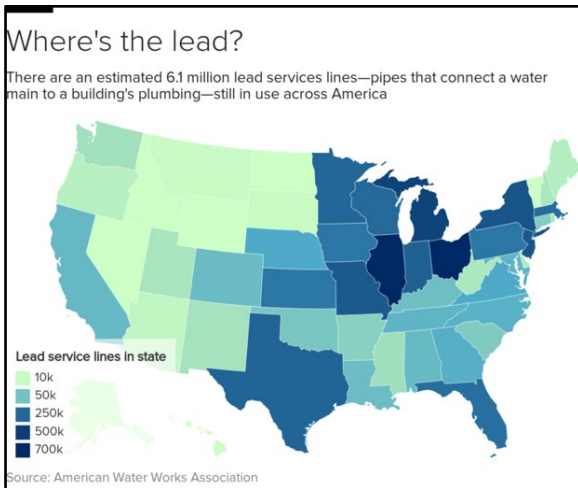 Where's the lead?
There are an estimated 6.1 million lead services lines—pipes that connect a water
main to a building's plumbing—still in use across America
Lead service lines in state
10k
50k
250k
500k
700k
Source: American Water Works Association